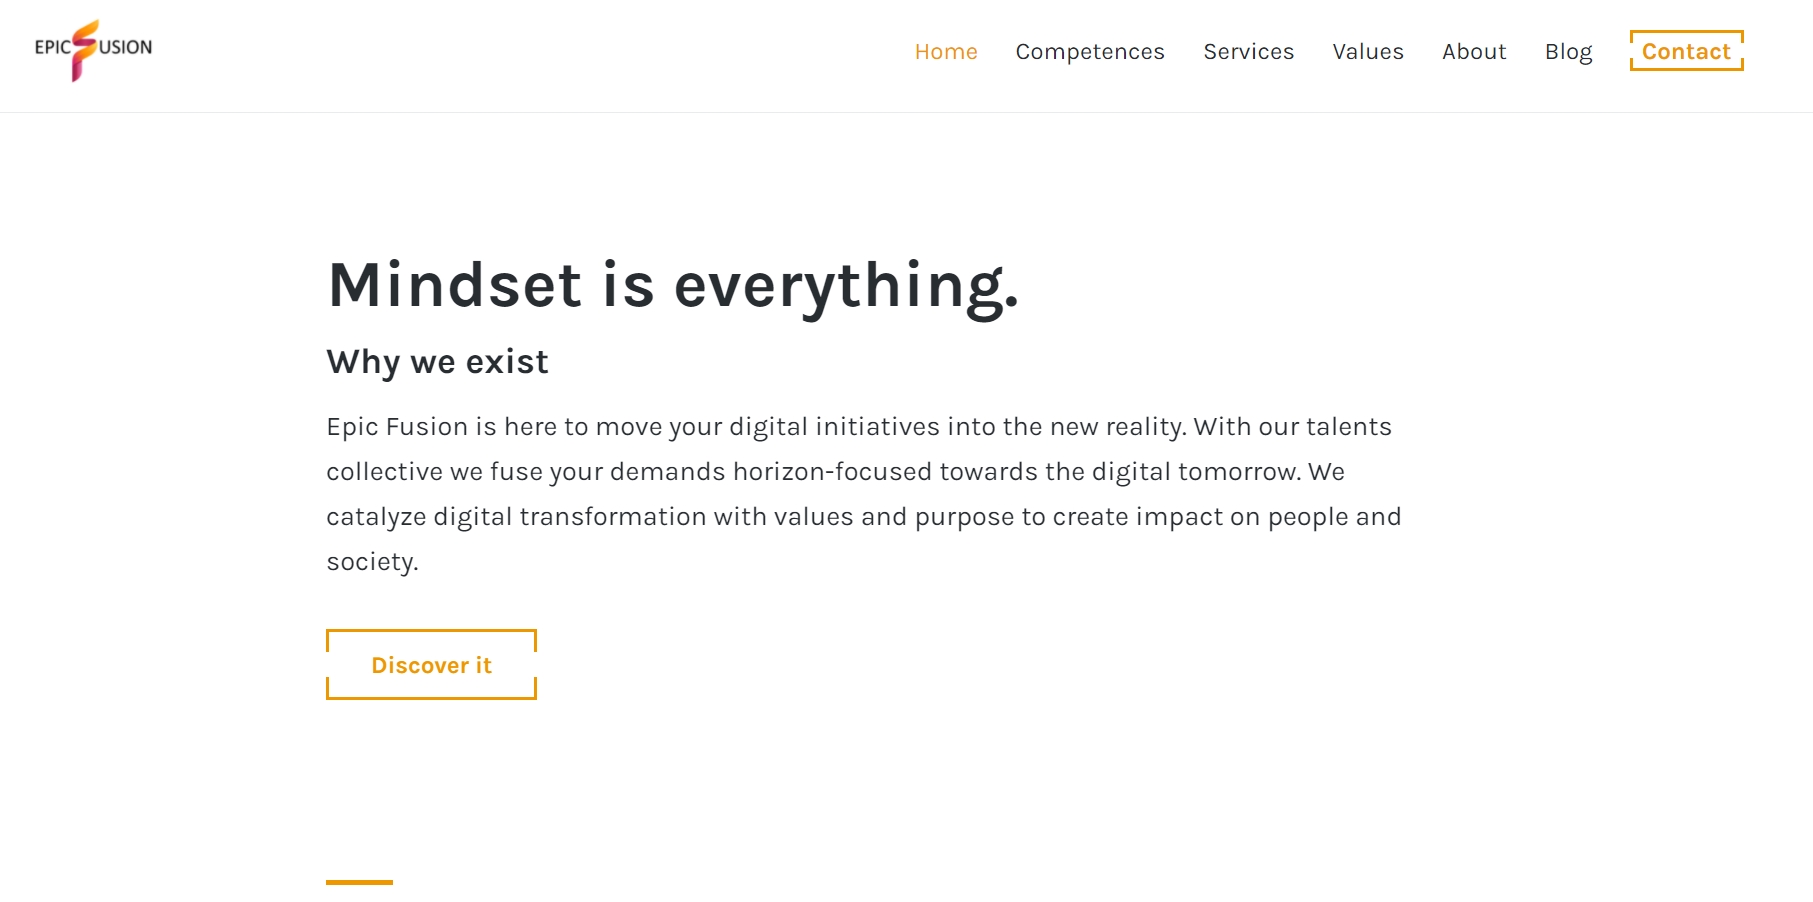 EPIC FUSION
Home Competences Services Values About Blog Contact
Mindset is everything.
Why we exist
Epic Fusion is here to move your digital initiatives into the new reality. With our talents
collective we fuse your demands horizon-focused towards the digital tomorrow. We
catalyze digital transformation with values and purpose to create impact on people and
society.
Discover it